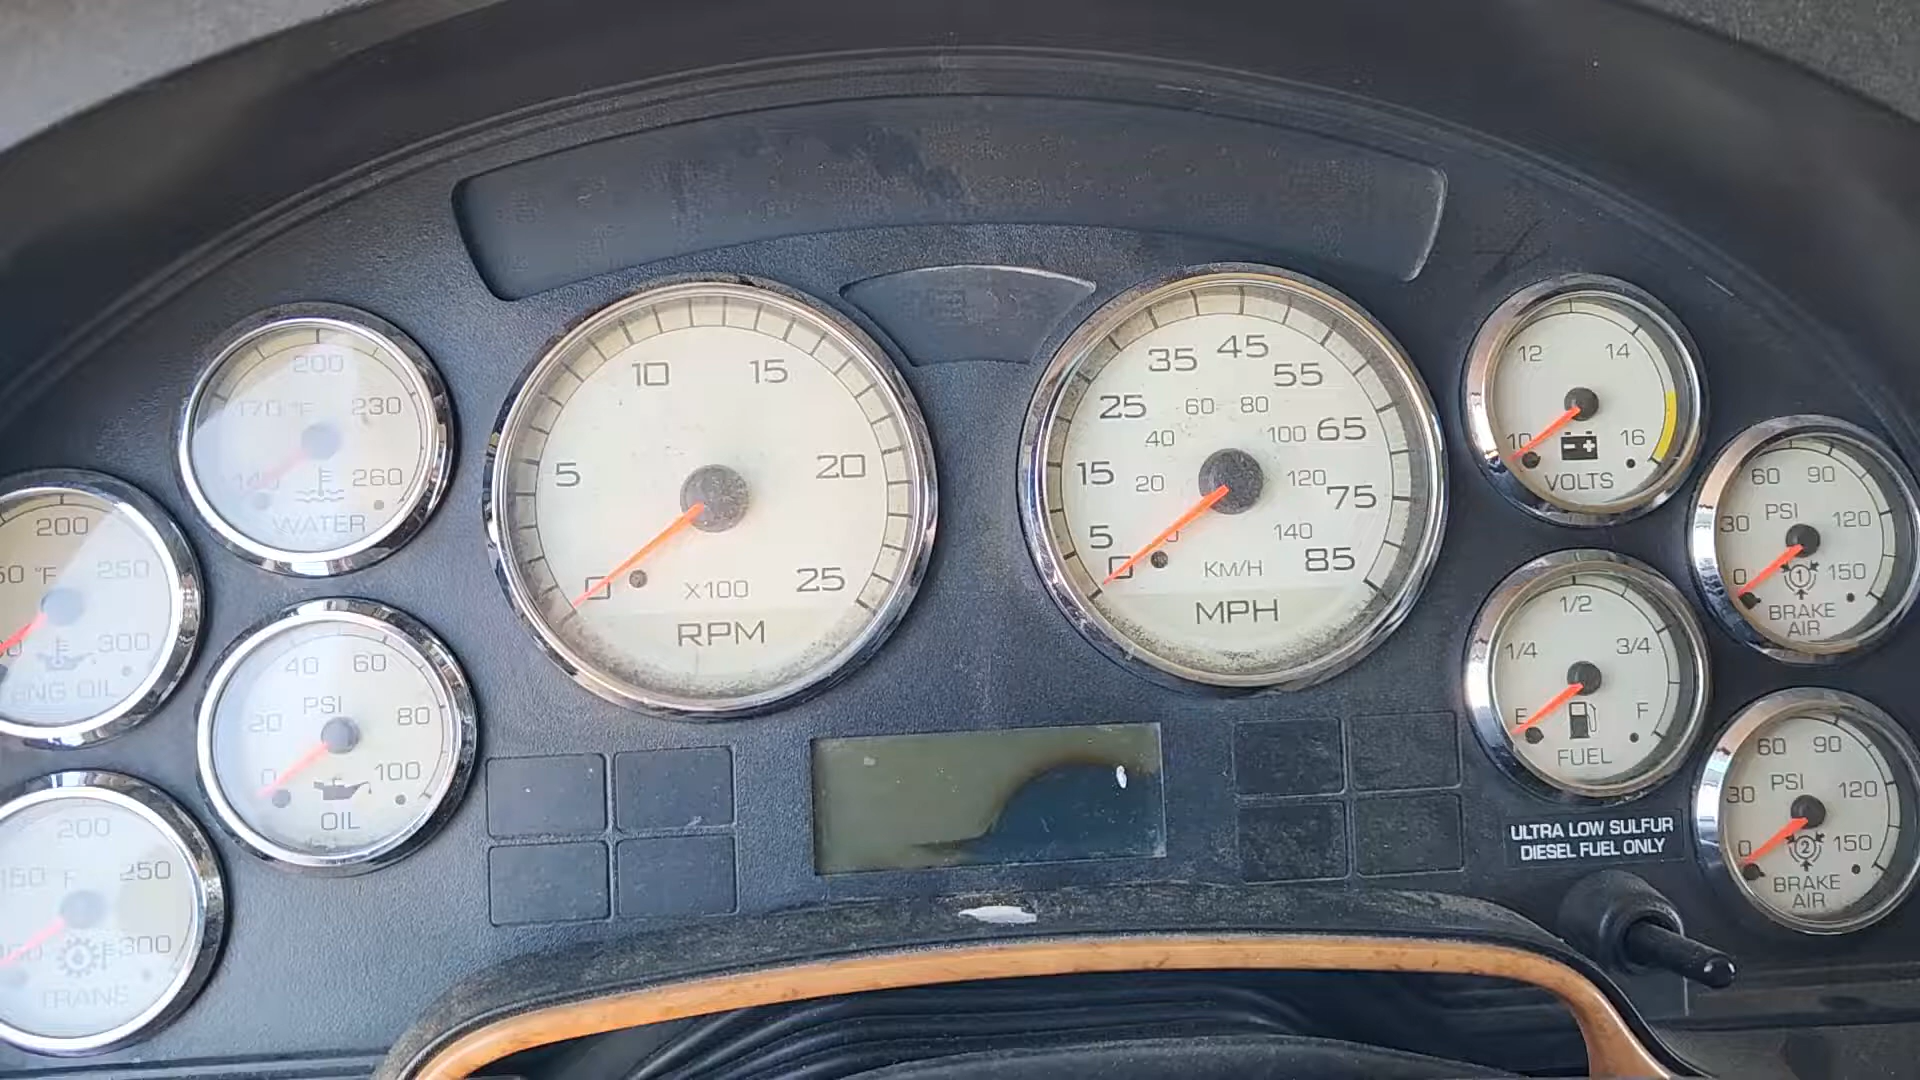 200
170 °F 230
140 260
WATER
200
°F 250
300
ENG OIL
40 60
PSI
20 80
0 100
OIL
200
150 F 250
300
TRANS
10 15
5 20
0 25
X100
RPM
35 45
25 55
15 65
5 75
0 85
60 80
40 100
20 120
140
KM/H
MPH
12 14
10 16
VOLTS
1/2
1/4 3/4
E F
FUEL
ULTRA LOW SULFUR
DIESEL FUEL ONLY
60 90
30 PSI 120
0 1 150
BRAKE
AIR
60 90
PSI
30 120
0 2 150
BRAKE
AIR